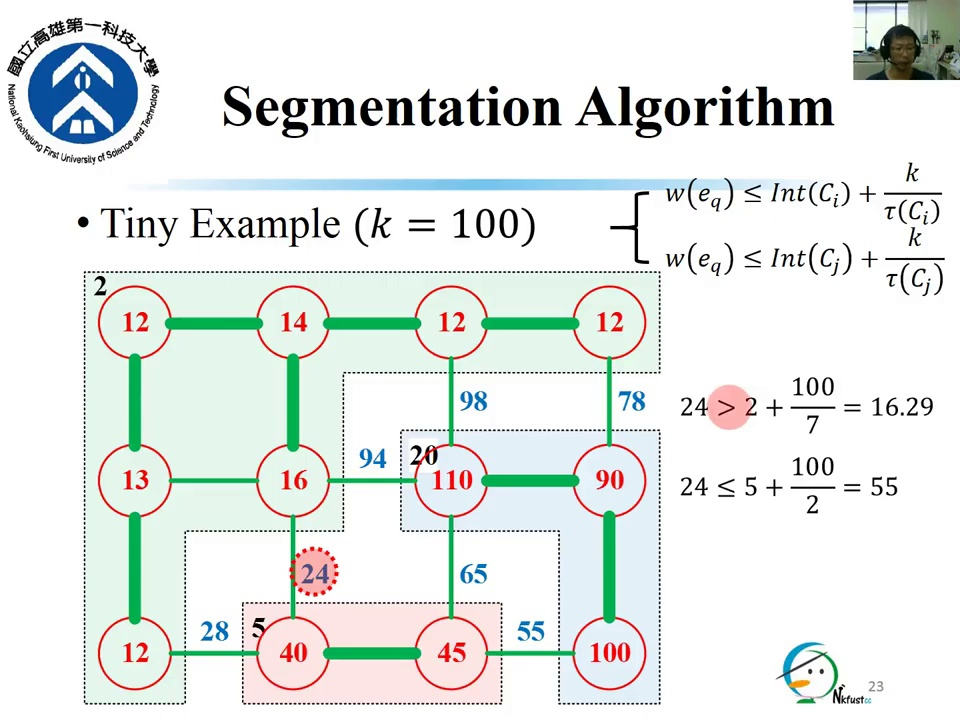 國立高雄第一科技大學
National Kaohsiung First University of Science and Technology
Segmentation Algorithm
• Tiny Example (k = 100)
w(e_q) ≤ Int(C_i) + k/τ(C_i)
w(e_q) ≤ Int(C_j) + k/τ(C_j)
2
12 14 12 12
98 78
24 > 2 + 100/7 = 16.29
94 20
13 16 110 90
24 ≤ 5 + 100/2 = 55
24 65
28 5 55
12 40 45 100
Nkfust cc
23